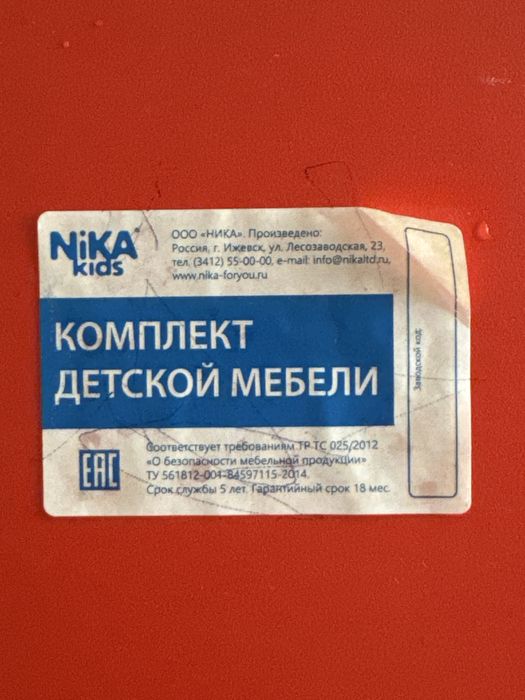 NiKA
kids
ООО «НИКА». Произведено:
Россия, г. Ижевск, ул. Лесозаводская, 23,
тел. (3412) 55-00-00, e-mail: info@nikaltd.ru,
www.nika-foryou.ru
КОМПЛЕКТ
ДЕТСКОЙ МЕБЕЛИ
Заводской код:
EAC
Соответствует требованиям ТР ТС 025/2012
«О безопасности мебельной продукции»
ТУ 561812-001-84597115-2014.
Срок службы 5 лет. Гарантийный срок 18 мес.